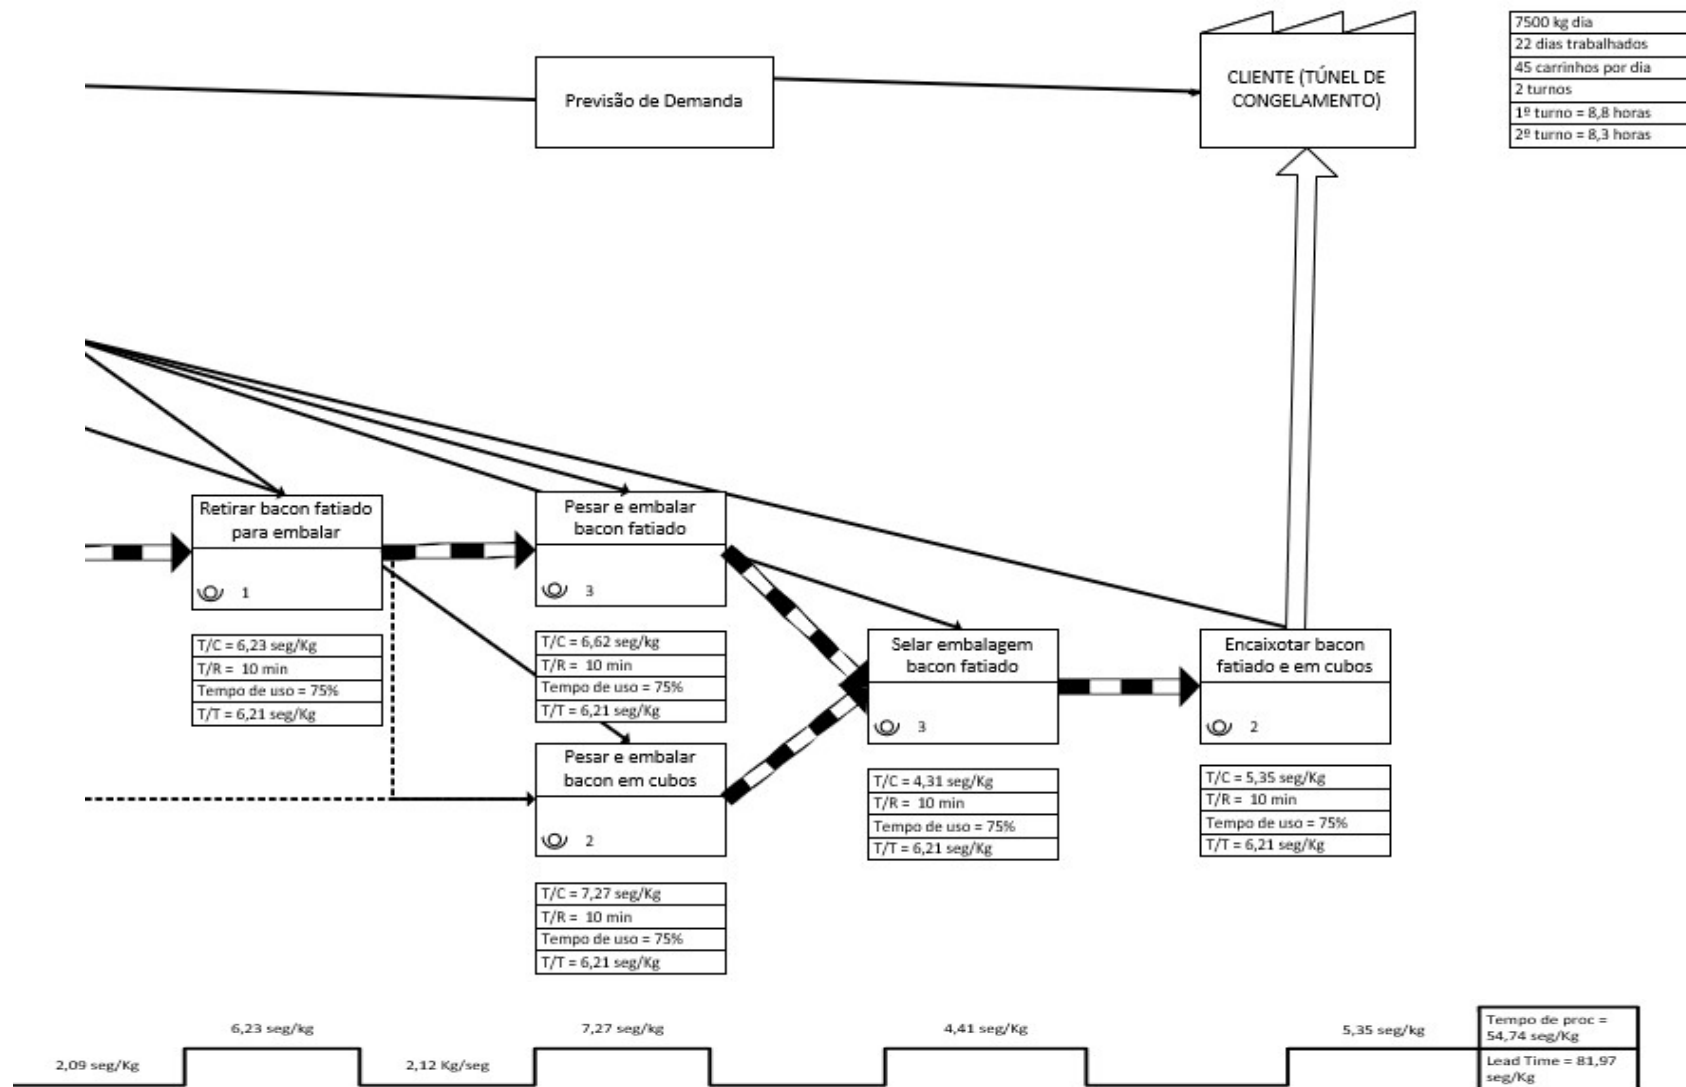 7500 kg dia
22 dias trabalhados
45 carrinhos por dia
2 turnos
1º turno = 8,8 horas
2º turno = 8,3 horas
Previsão de Demanda
CLIENTE (TÚNEL DE
CONGELAMENTO)
Retirar bacon fatiado
para embalar
1
T/C = 6,23 seg/Kg
T/R = 10 min
Tempo de uso = 75%
T/T = 6,21 seg/Kg
Pesar e embalar
bacon fatiado
3
T/C = 6,62 seg/kg
T/R = 10 min
Tempo de uso = 75%
T/T = 6,21 seg/Kg
Pesar e embalar
bacon em cubos
2
T/C = 7,27 seg/Kg
T/R = 10 min
Tempo de uso = 75%
T/T = 6,21 seg/Kg
Selar embalagem
bacon fatiado
3
T/C = 4,31 seg/Kg
T/R = 10 min
Tempo de uso = 75%
T/T = 6,21 seg/Kg
Encaixotar bacon
fatiado e em cubos
2
T/C = 5,35 seg/Kg
T/R = 10 min
Tempo de uso = 75%
T/T = 6,21 seg/Kg
2,09 seg/Kg
6,23 seg/kg
2,12 Kg/seg
7,27 seg/kg
4,41 seg/Kg
5,35 seg/kg
Tempo de proc =
54,74 seg/Kg
Lead Time = 81,97
seg/Kg